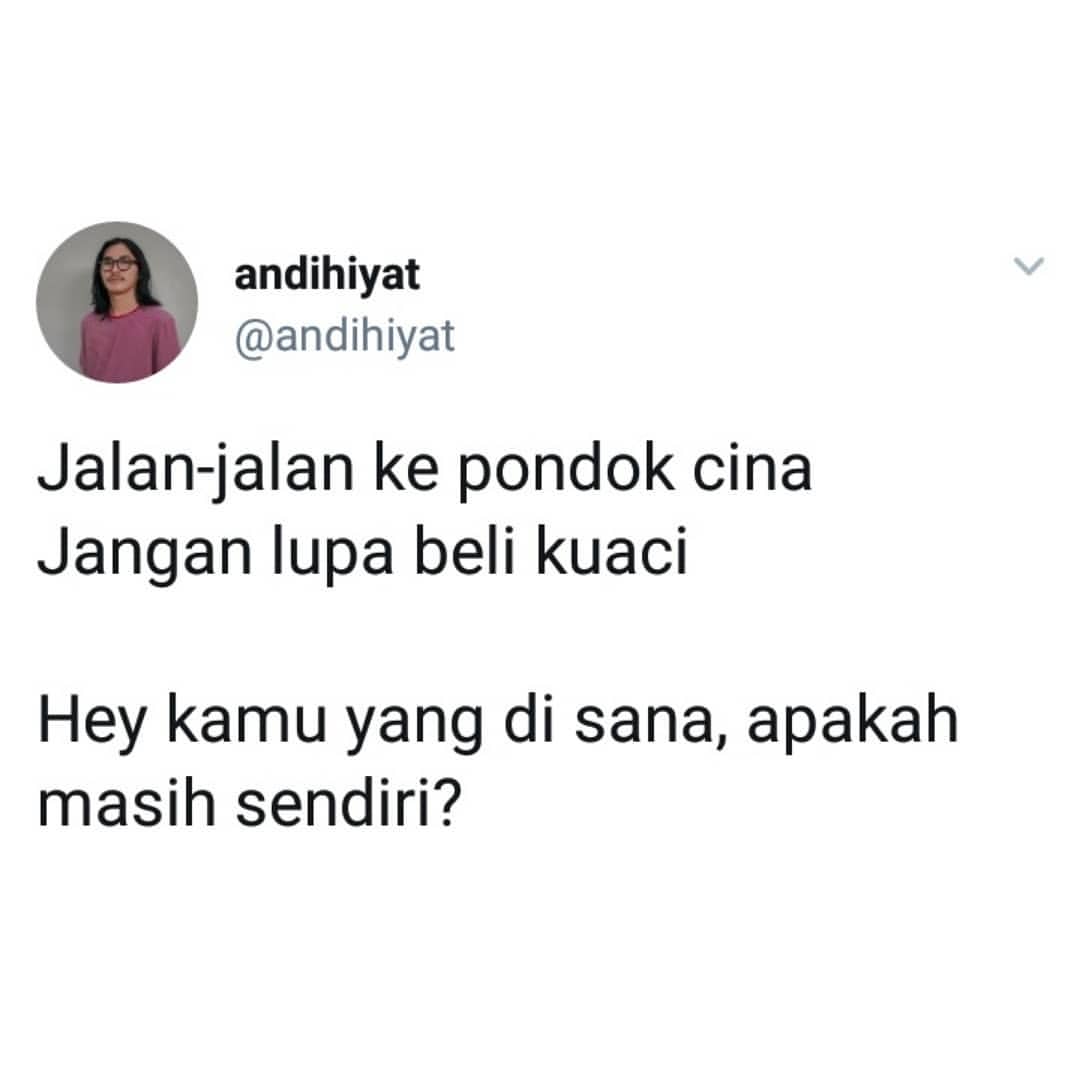 andihiyat
@andihiyat
Jalan-jalan ke pondok cina
Jangan lupa beli kuaci
Hey kamu yang di sana, apakah
masih sendiri?